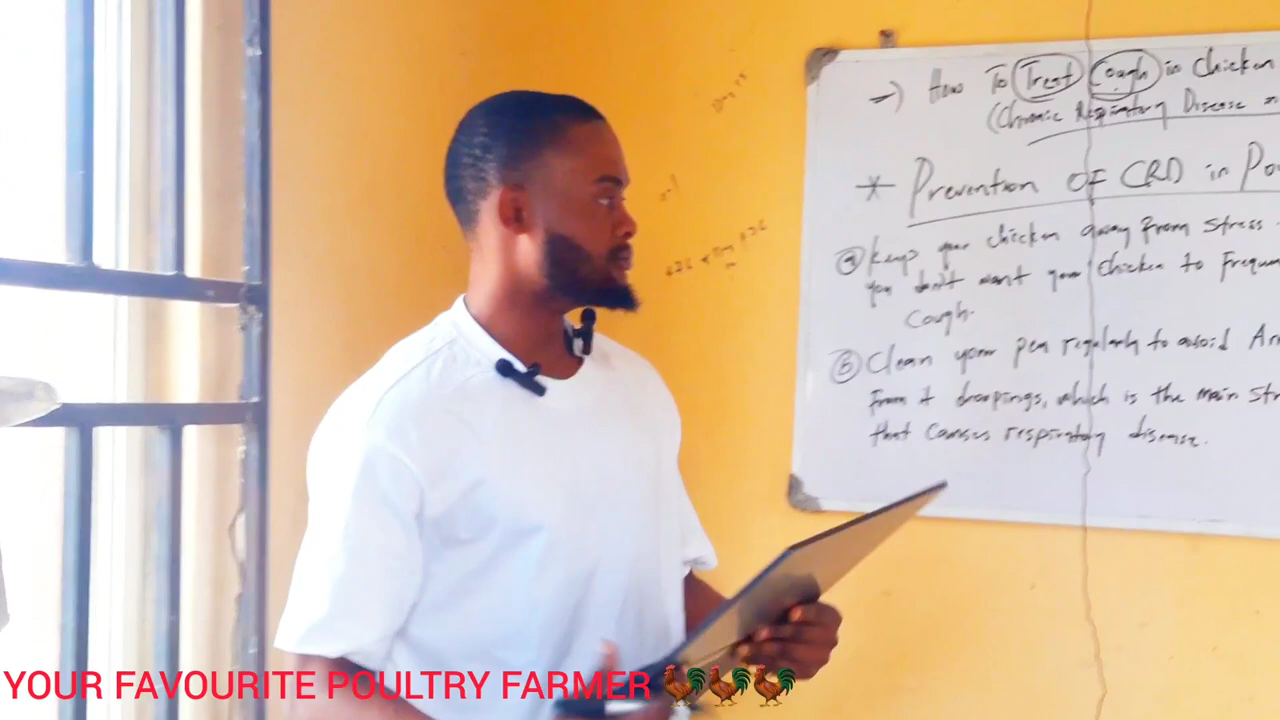 →) How To Treat Cough in Chicken
(Chronic Respiratory Disease
* Prevention OF CRD in Pou
(a) Keep your chicken away from stress
you don't want your chicken to Frequen
Cough.
(b) Clean your pen regularly to avoid Am
From it droppings, which is the main str
that causes respiratory disease.
YOUR FAVOURITE POULTRY FARMER 🐓🐓🐓